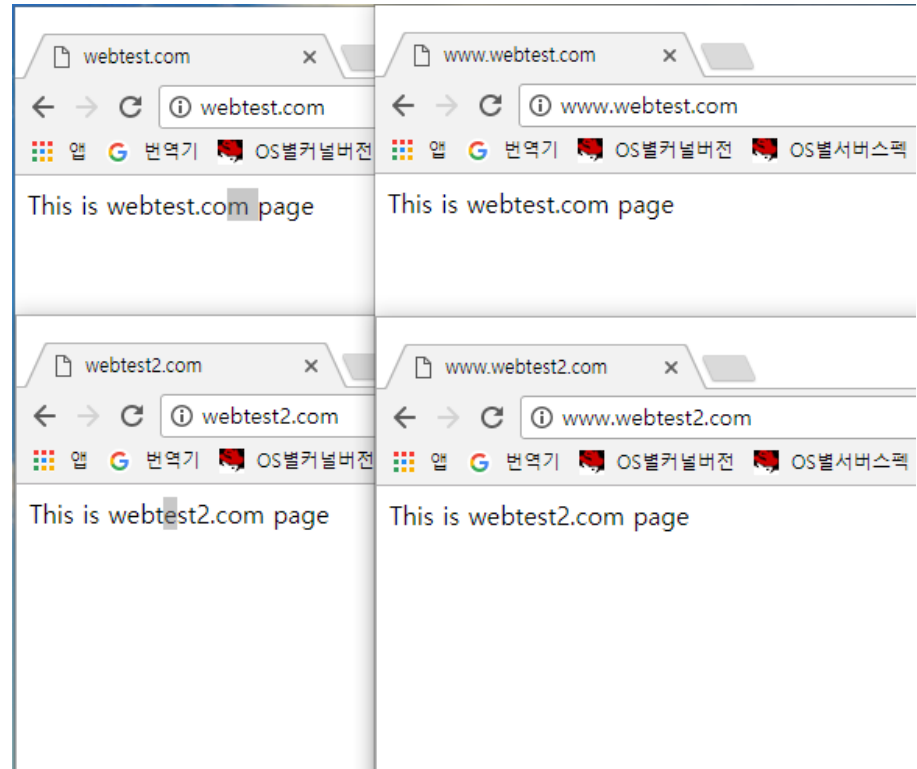 webtest.com
webtest.com
앱 번역기 OS별커널버전
This is webtest.com page
www.webtest.com
www.webtest.com
앱 번역기 OS별커널버전 OS별서버스펙
This is webtest.com page
webtest2.com
webtest2.com
앱 번역기 OS별커널버전
This is webtest2.com page
www.webtest2.com
www.webtest2.com
앱 번역기 OS별커널버전 OS별서버스펙
This is webtest2.com page